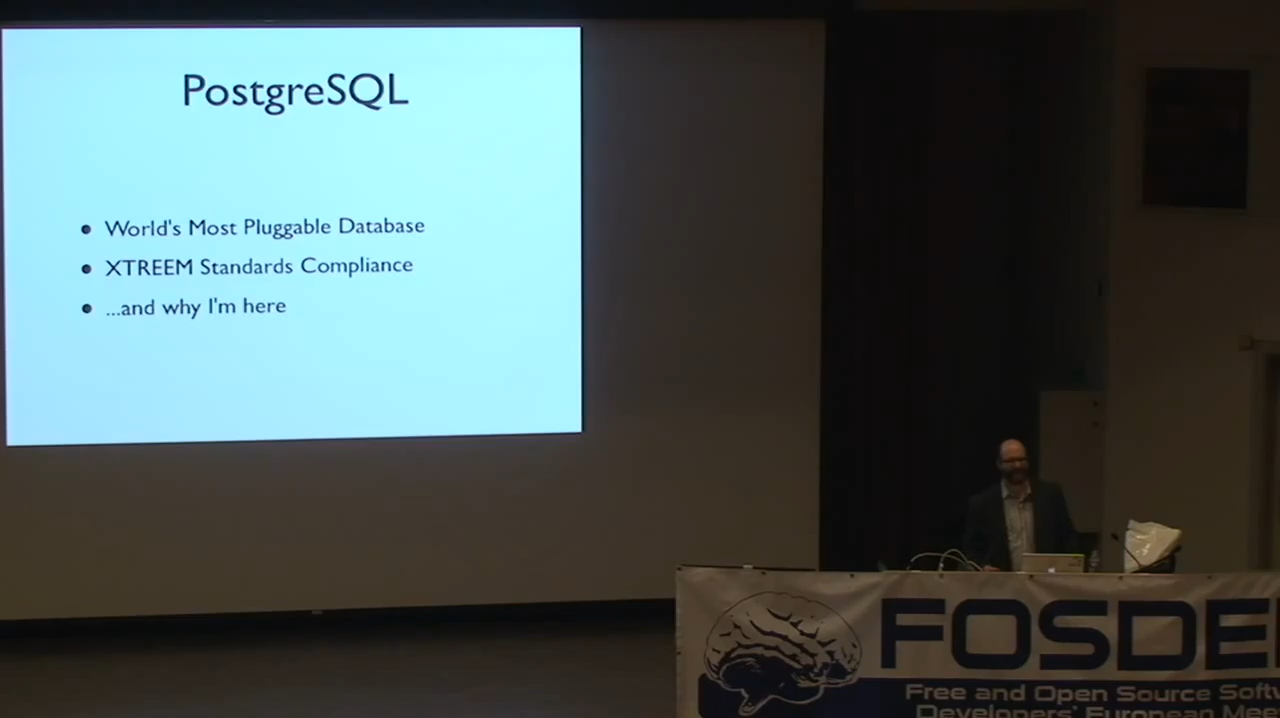 PostgreSQL
World's Most Pluggable Database
XTREEM Standards Compliance
...and why I'm here
FOSDE
Free and Open Source Softw
Developers' European Mee